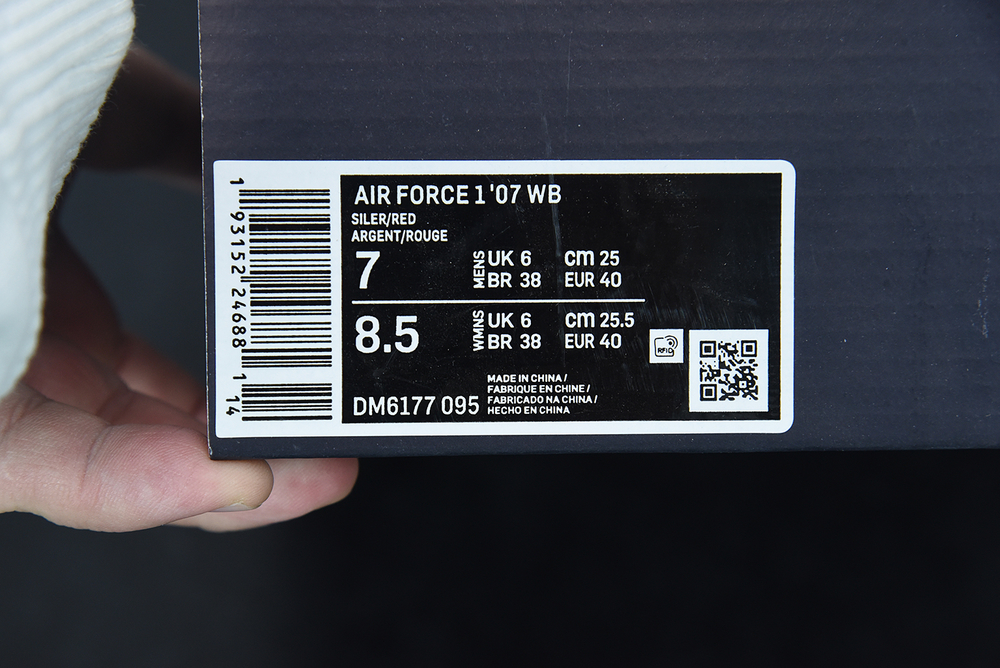 AIR FORCE 1 '07 WB
SILER/RED
ARGENT/ROUGE
7
MENS
UK 6 cm 25
BR 38 EUR 40
8.5
WMNS
UK 6 cm 25.5
BR 38 EUR 40
RFID
MADE IN CHINA /
FABRIQUE EN CHINE /
FABRICADO NA CHINA /
HECHO EN CHINA
DM6177 095
1 93152 24688 1 14